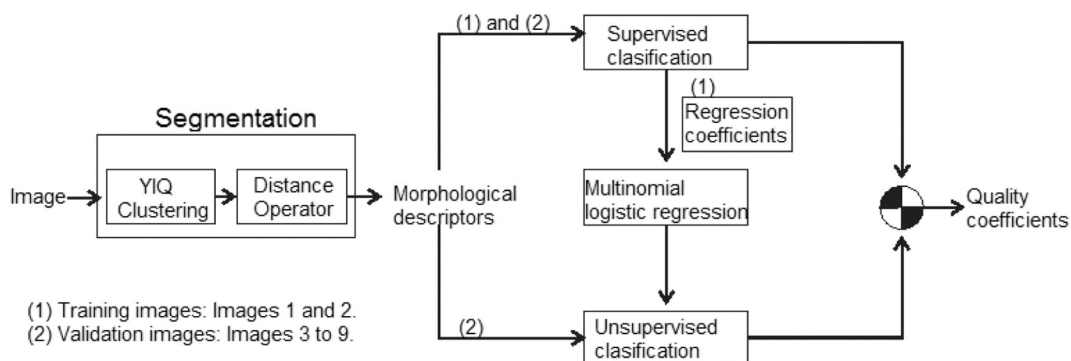 (1) and (2)
Supervised
clasification
(1)
Regression
coefficients
Segmentation
Image
YIQ
Clustering
Distance
Operator
Morphological
descriptors
Multinomial
logistic regression
Quality
coefficients
(2)
Unsupervised
clasification
(1) Training images: Images 1 and 2.
(2) Validation images: Images 3 to 9.